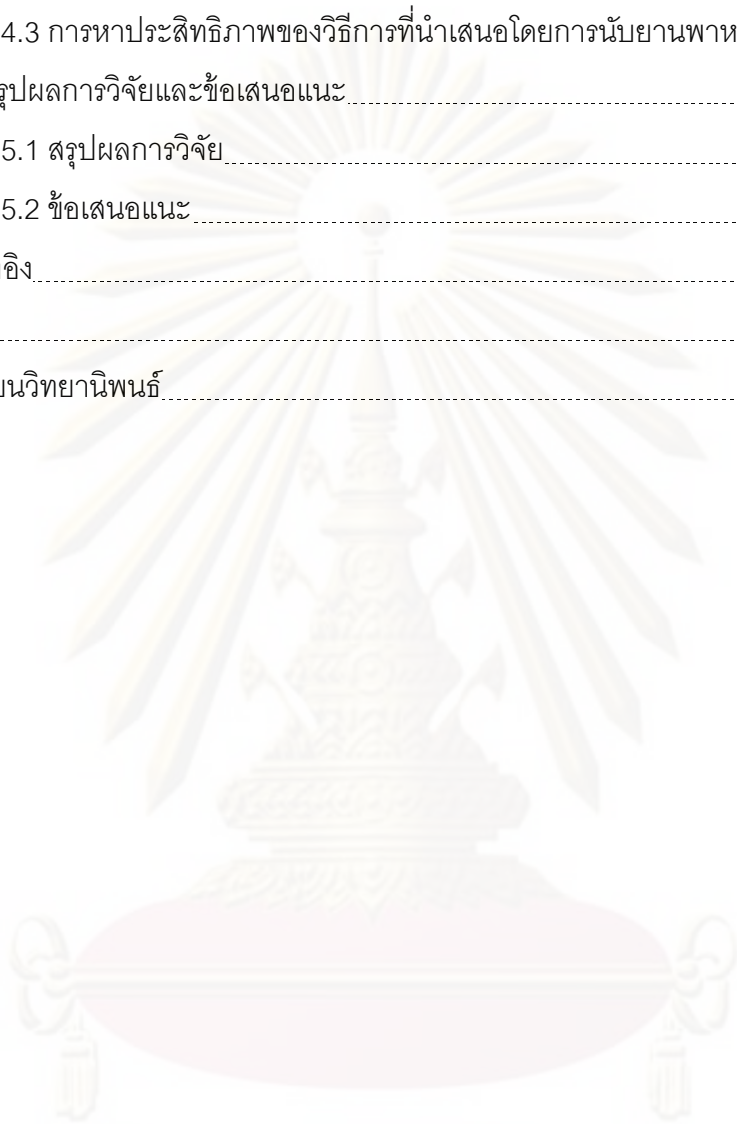 4.3 การหาประสิทธิภาพของวิธีการที่นำเสนอโดยการนับยานพาห
รุปผลการวิจัยและข้อเสนอแนะ
5.1 สรุปผลการวิจัย
5.2 ข้อเสนอแนะ
อิง
ยนวิทยานิพนธ์